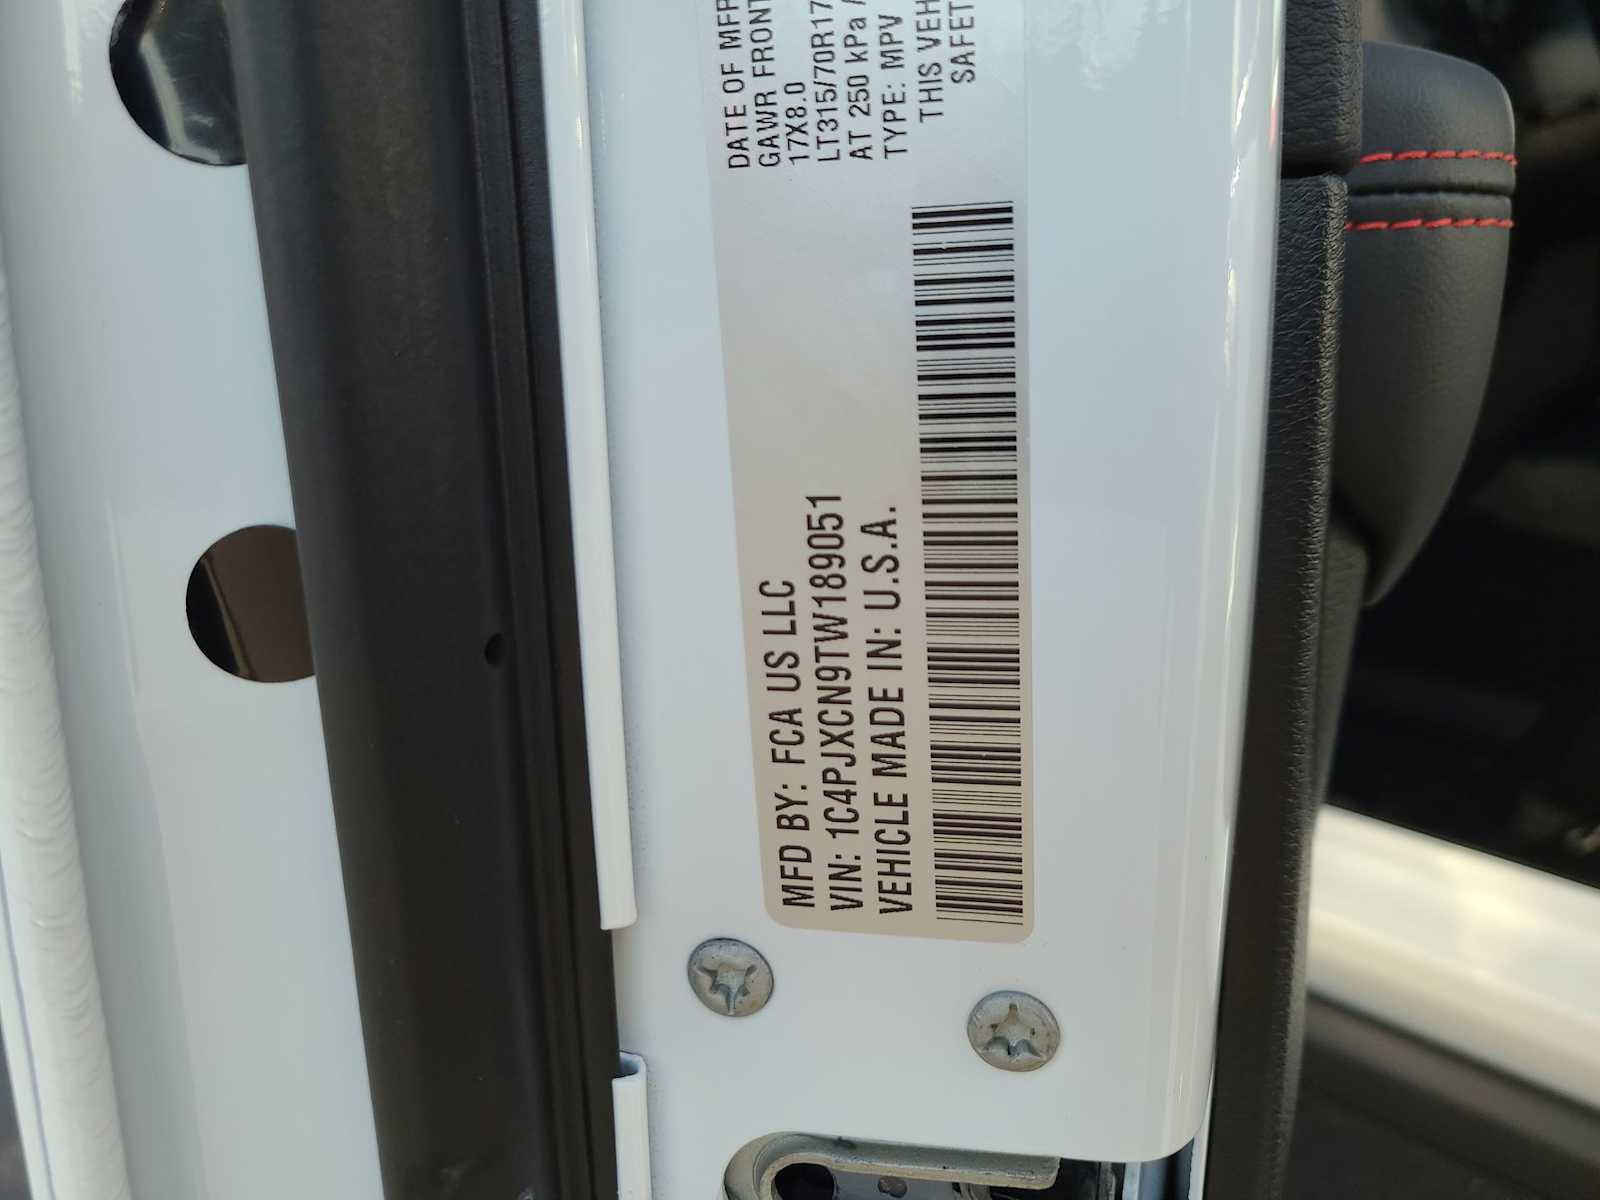 MFD BY: FCA US LLC
VIN: 1C4PJXCN9TW189051
VEHICLE MADE IN: U.S.A.
DATE OF MFR
GAWR FRONT
17X8.0
LT315/70R17
AT 250 kPa /
TYPE: MPV
THIS VEH
SAFET